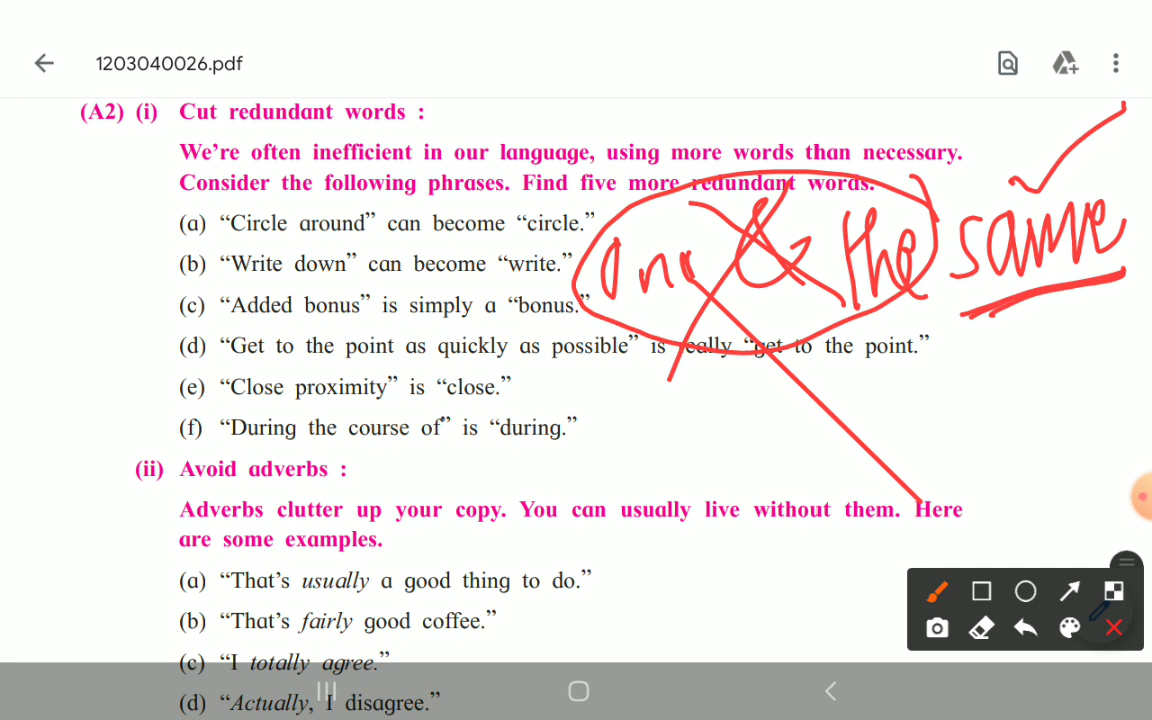 1203040026.pdf
(A2) (i) Cut redundant words :
We're often inefficient in our language, using more words than necessary.
Consider the following phrases. Find five more redundant words.
(a) “Circle around” can become “circle.”
(b) “Write down” can become “write.”
(c) “Added bonus” is simply a “bonus.”
(d) “Get to the point as quickly as possible” is really “get to the point.”
(e) “Close proximity” is “close.”
(f) “During the course of” is “during.”
One & the same
(ii) Avoid adverbs :
Adverbs clutter up your copy. You can usually live without them. Here
are some examples.
(a) “That's usually a good thing to do.”
(b) “That's fairly good coffee.”
(c) “I totally agree.”
(d) “Actually, I disagree.”